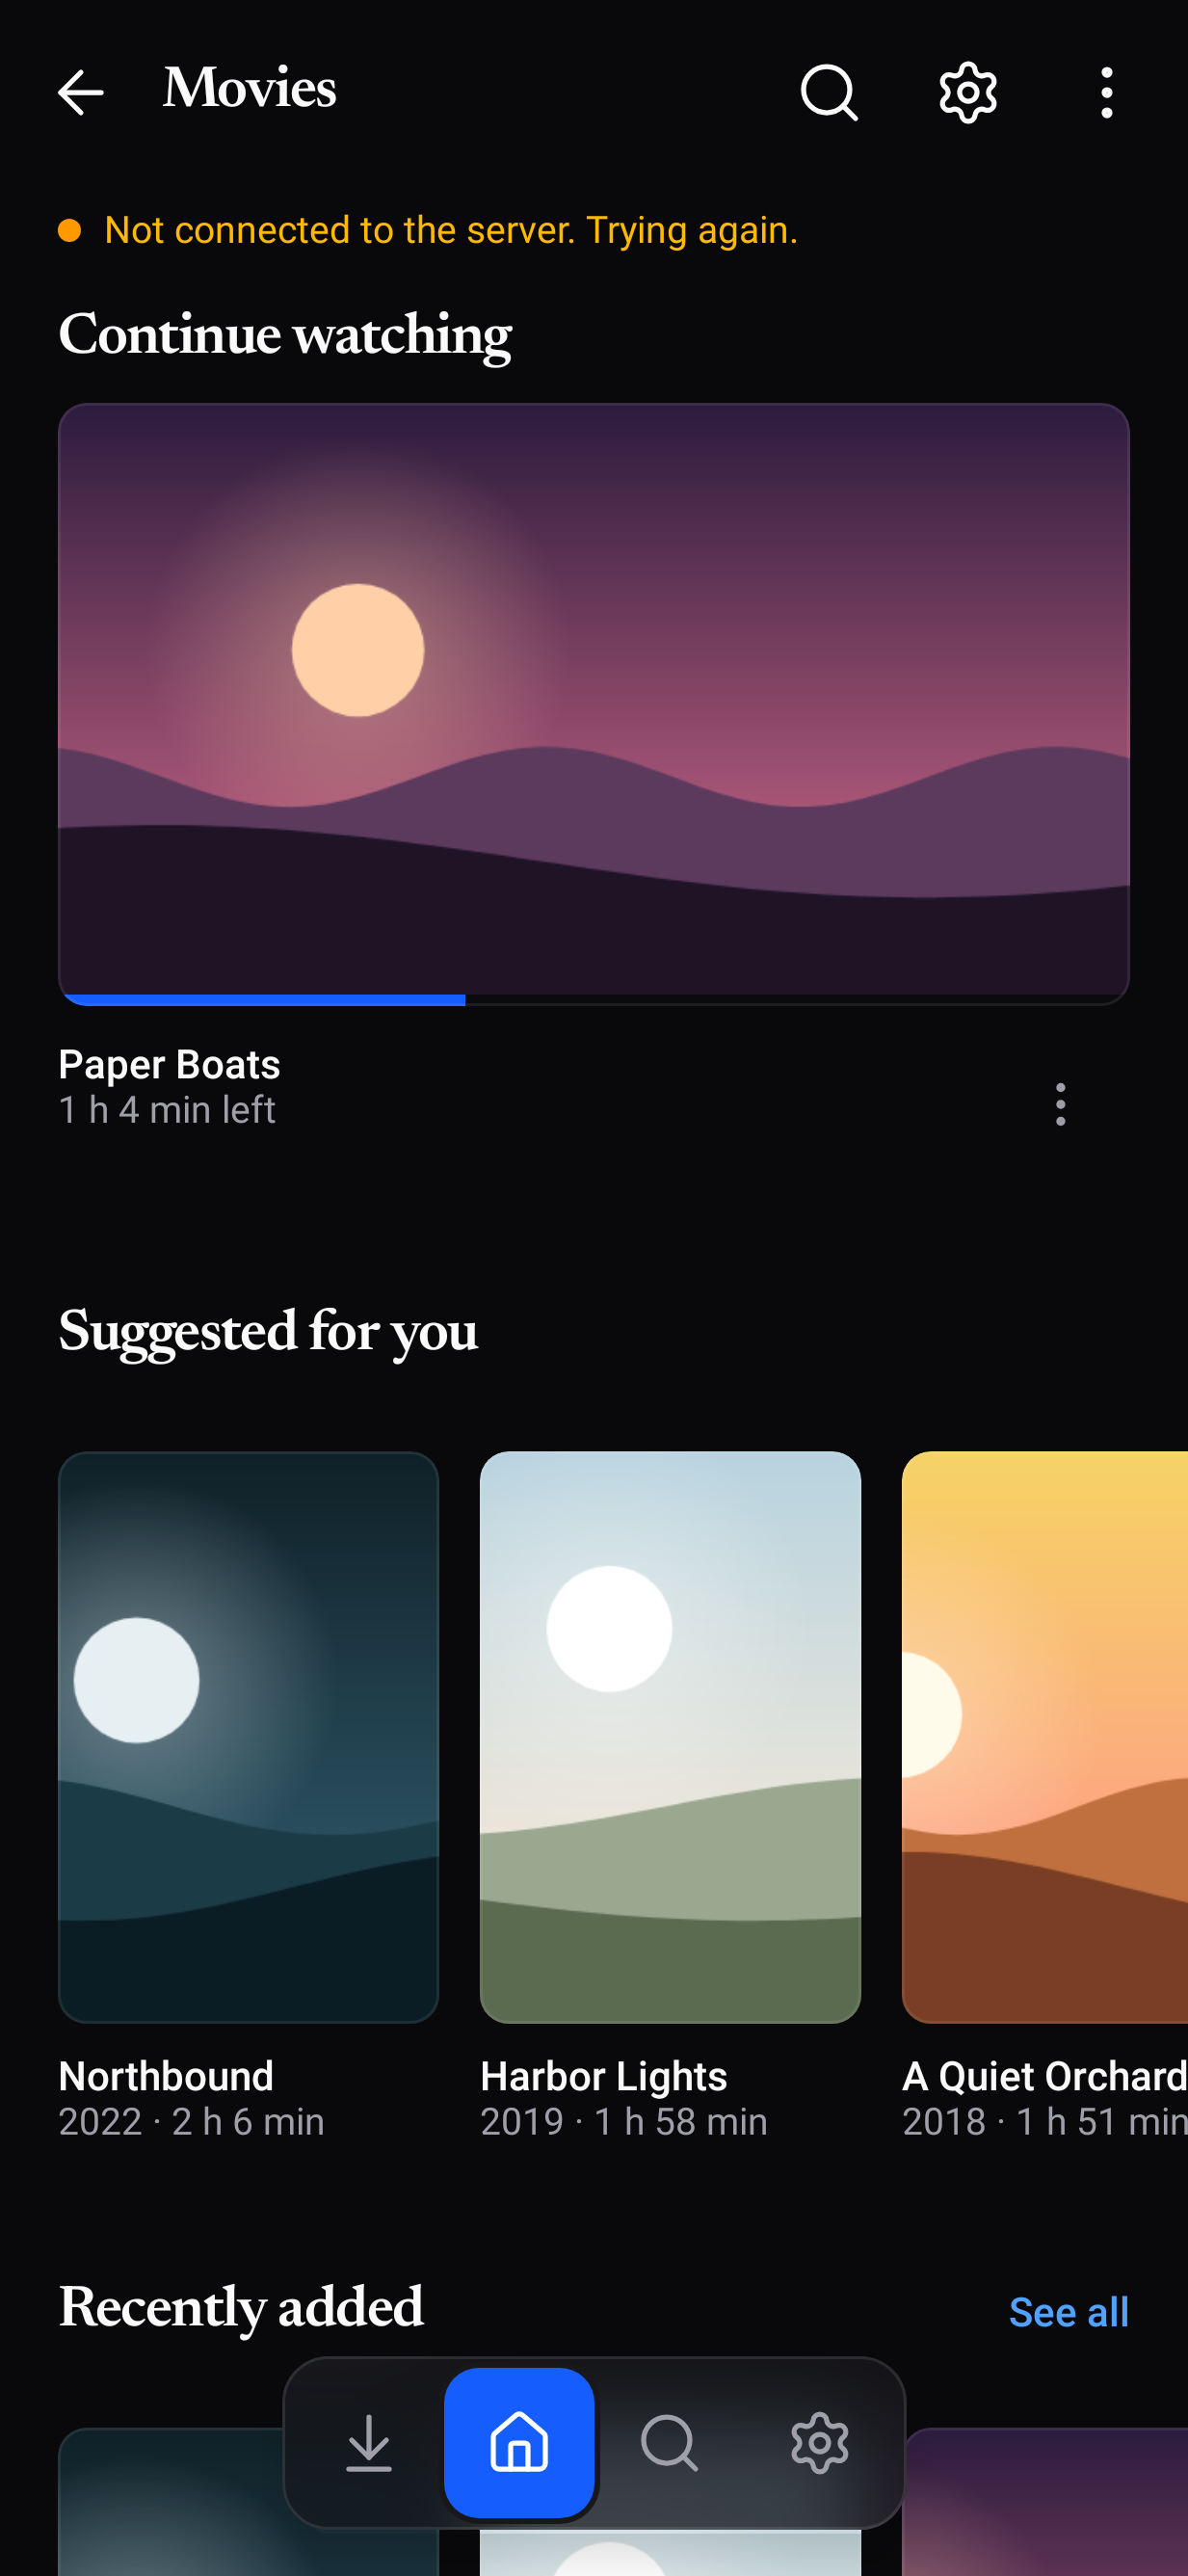 Movies
Not connected to the server. Trying again.
Continue watching
Paper Boats
1 h 4 min left
Suggested for you
Northbound
2022 · 2 h 6 min
Harbor Lights
2019 · 1 h 58 min
A Quiet Orchard
2018 · 1 h 51 min
Recently added
See all